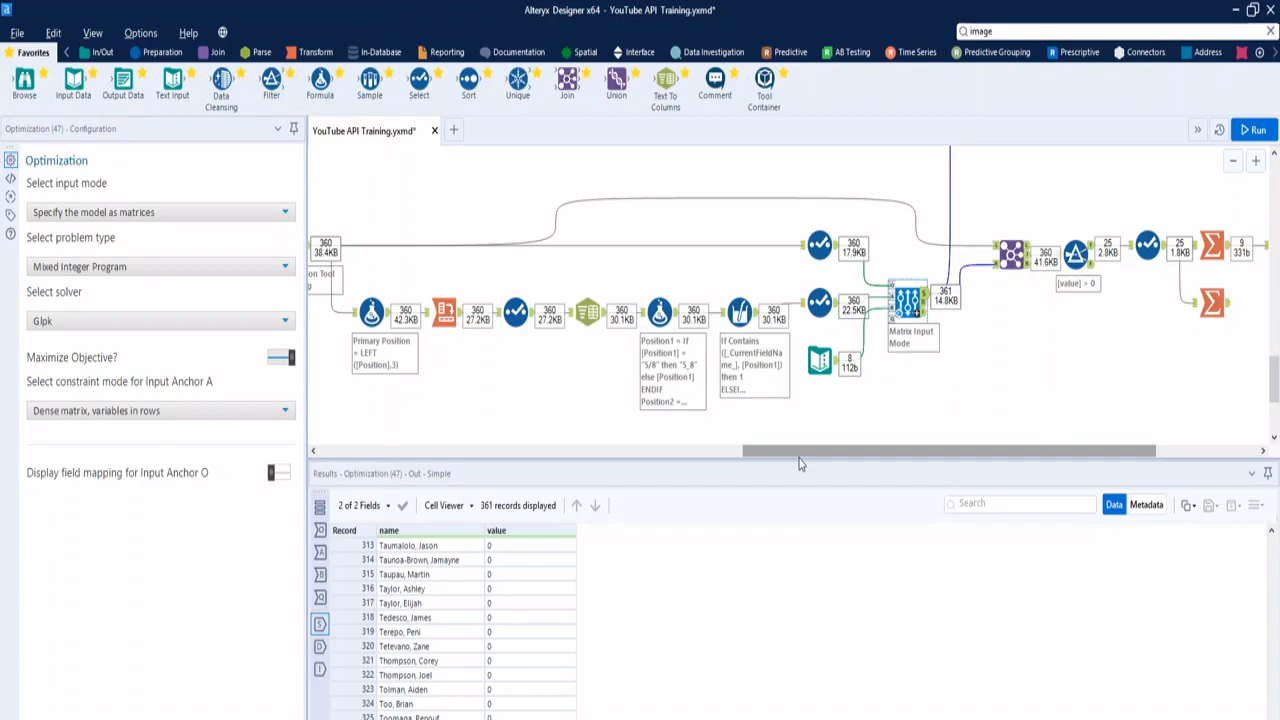 Alteryx Designer x64 - YouTube API Training.yxmd*
File Edit View Options Help
image
Favorites In/Out Preparation Join Parse Transform In-Database Reporting Documentation Spatial Interface Data Investigation Predictive AB Testing Time Series Predictive Grouping Prescriptive Connectors Address
Browse Input Data Output Data Text Input Data Cleansing Filter Formula Sample Select Sort Unique Join Union Text To Columns Comment Tool Container
Optimization (47) - Configuration
YouTube API Training.yxmd*
Run
Optimization
Select input mode
Specify the model as matrices
Select problem type
Mixed Integer Program
Select solver
Glpk
Maximize Objective?
Select constraint mode for Input Anchor A
Dense matrix, variables in rows
Display field mapping for Input Anchor O
360
38.4KB
on Tool
p
360
17.9KB
360
41.6KB
25
2.8KB
25
1.8KB
9
331b
[value] > 0
360
42.3KB
360
27.2KB
360
27.2KB
360
30.1KB
360
30.1KB
360
30.1KB
360
22.5KB
361
14.8KB
8
112b
Primary Position
= LEFT
([Position],3)
Position1 = If
[Position1] =
"5/8" then "5_8"
else [Position1]
ENDIF
Position2 =...
If Contains
([_CurrentFieldNa
me_], [Position1])
then 1
ELSEI...
Matrix Input
Mode
Results - Optimization (47) - Out - Simple
2 of 2 Fields Cell Viewer 361 records displayed Search Data Metadata
Record name value
313 Taumalolo, Jason 0
314 Taunoa-Brown, Jamayne 0
315 Taupau, Martin 0
316 Taylor, Ashley 0
317 Taylor, Elijah 0
318 Tedesco, James 0
319 Terepo, Peni 0
320 Tetevano, Zane 0
321 Thompson, Corey 0
322 Thompson, Joel 0
323 Tolman, Aiden 0
324 Too, Brian 0
325 Toomaga, Renouf 0